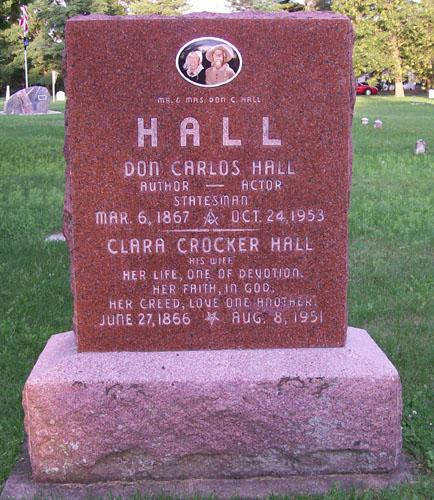 MR. & MRS. DON C. HALL
HALL
DON CARLOS HALL
AUTHOR — ACTOR
STATESMAN
MAR. 6, 1867 OCT. 24, 1953
CLARA CROCKER HALL
HIS WIFE
HER LIFE, ONE OF DEVOTION.
HER FAITH, IN GOD.
HER CREED, LOVE ONE ANOTHER.
JUNE 27, 1866 AUG. 8, 1951